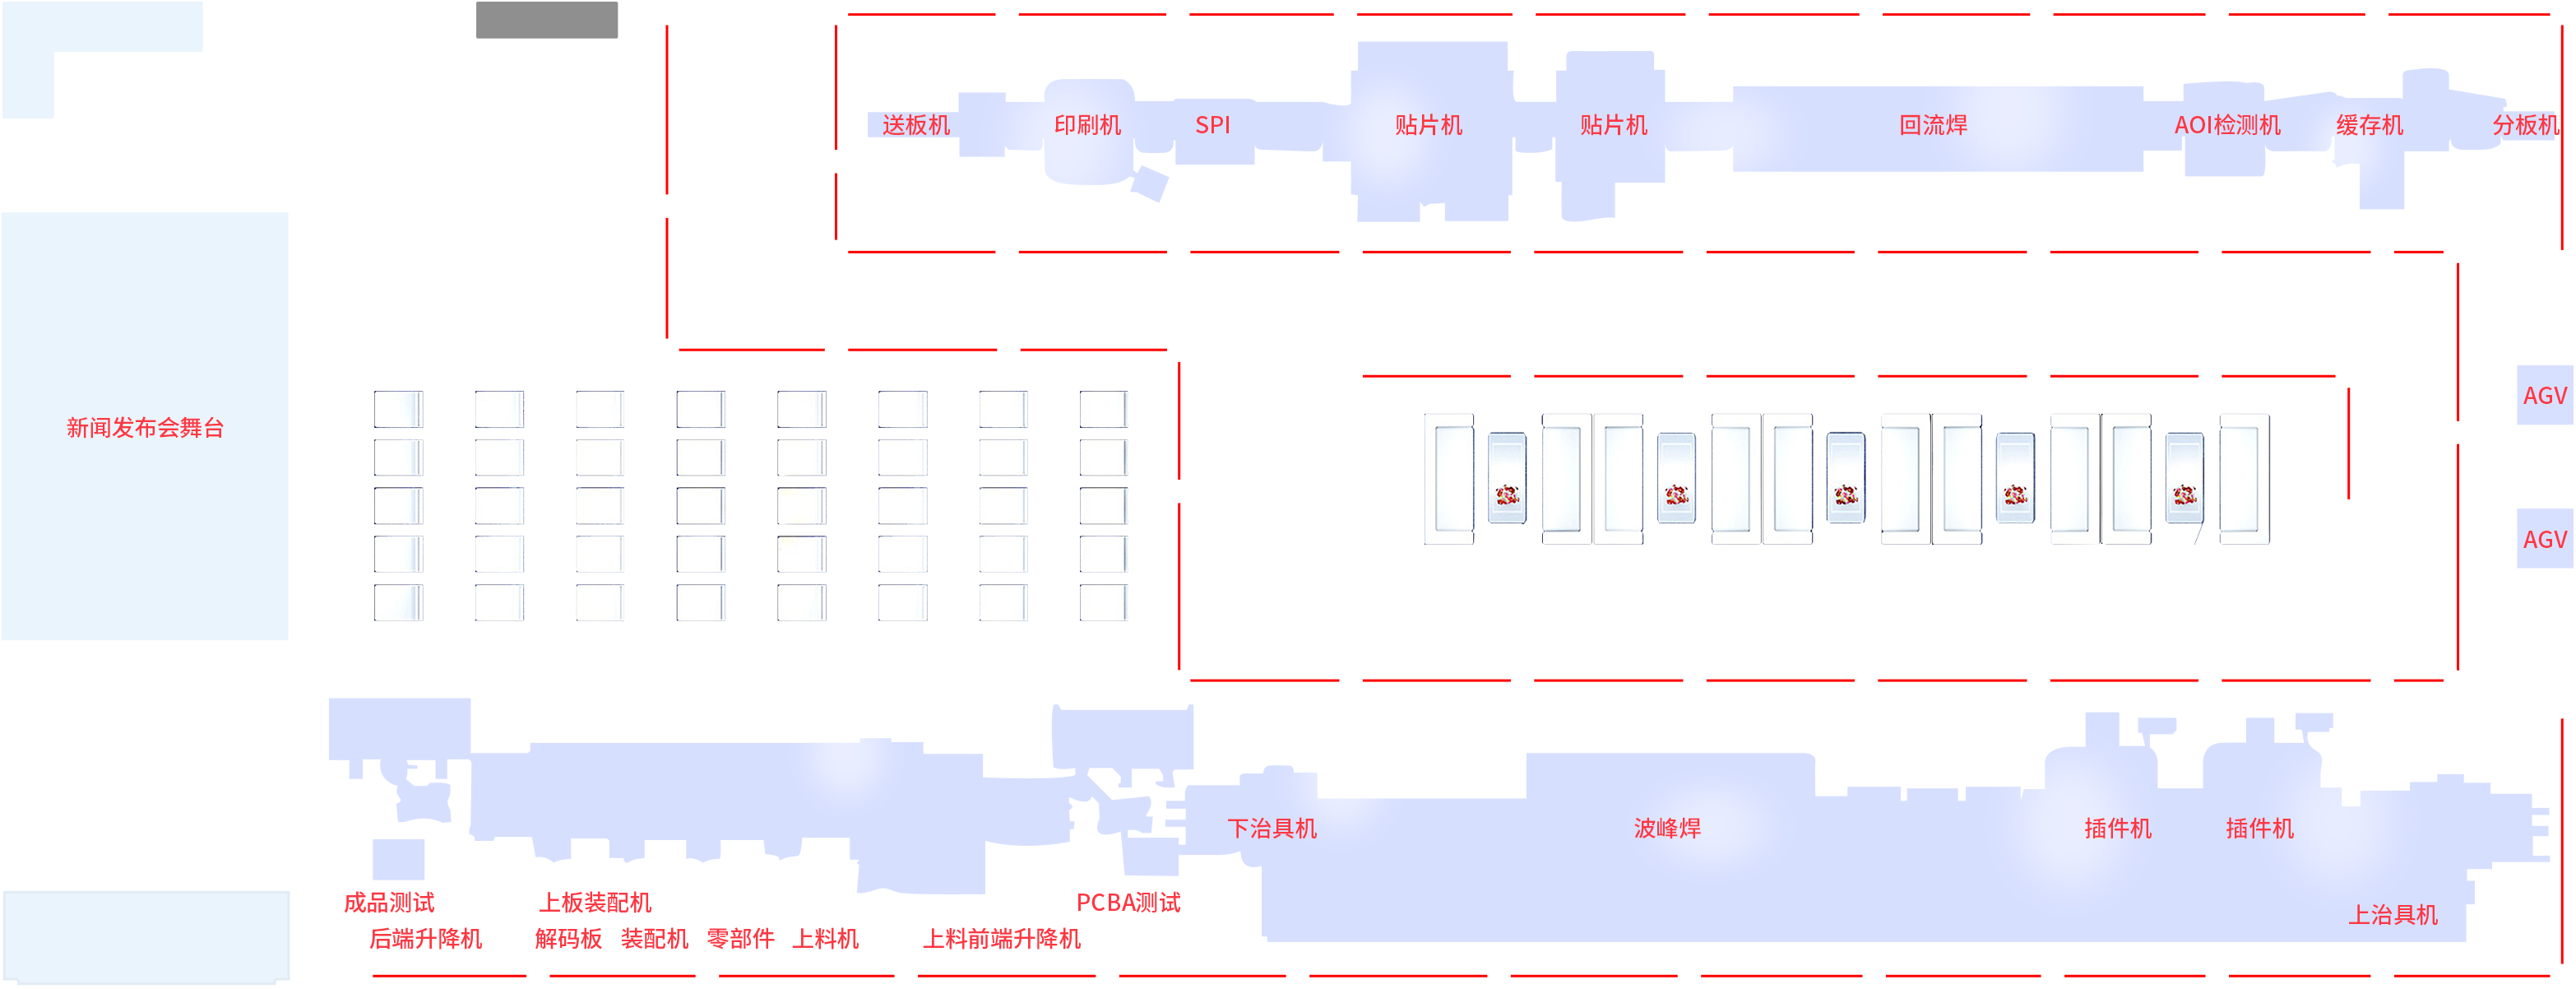 送板机
印刷机
SPI
贴片机
贴片机
回流焊
AOI检测机
缓存机
分板机
新闻发布会舞台
AGV
AGV
下治具机
波峰焊
插件机
插件机
成品测试
上板装配机
PCBA测试
上治具机
后端升降机
解码板
装配机
零部件
上料机
上料前端升降机